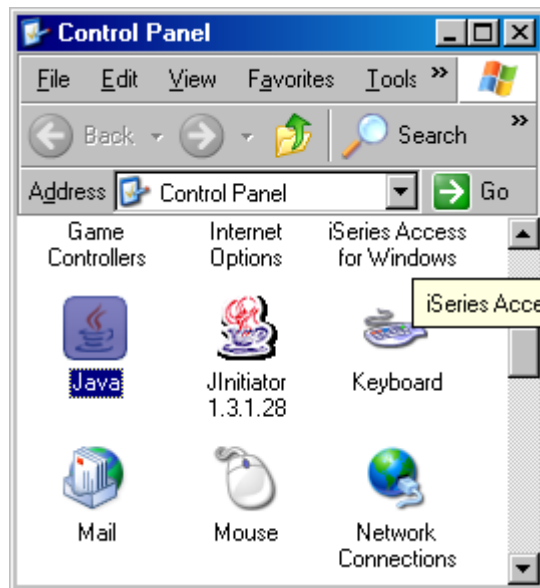 Control Panel
File Edit View Favorites Tools »
Back Search »
Address Control Panel Go
Game Controllers
Internet Options
iSeries Access for Windows
iSeries Acce
Java
JInitiator 1.3.1.28
Keyboard
Mail
Mouse
Network Connections